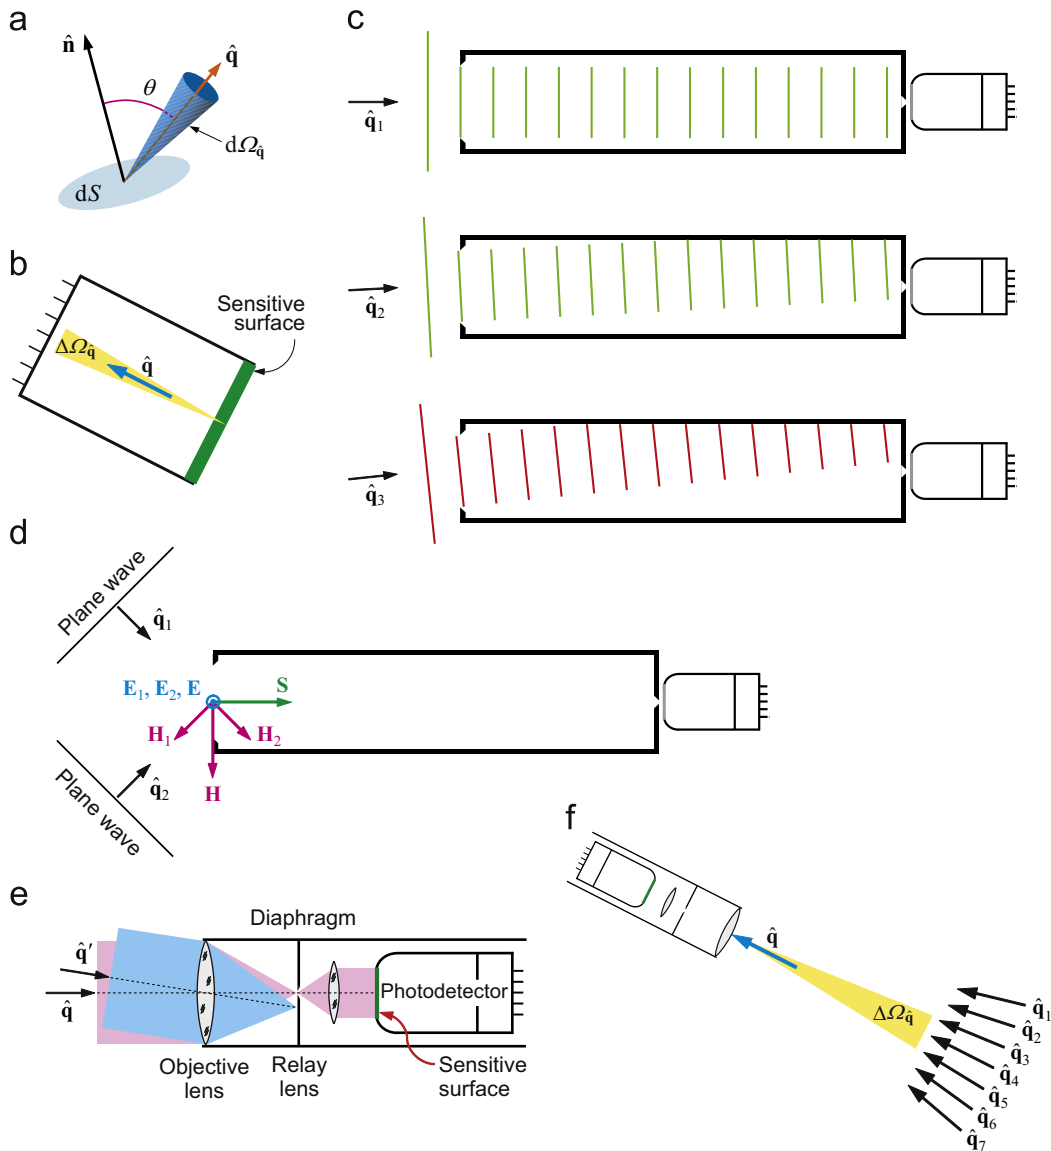 a
n̂
q̂
θ
dΩq̂
dS
b
Sensitive
surface
ΔΩq̂
q̂
c
q̂1
q̂2
q̂3
d
Plane wave
q̂1
E1, E2, E
S
H1
H2
H
q̂2
Plane wave
e
Diaphragm
q̂′
q̂
Photodetector
Objective
lens
Relay
lens
Sensitive
surface
f
q̂
ΔΩq̂
q̂1
q̂2
q̂3
q̂4
q̂5
q̂6
q̂7